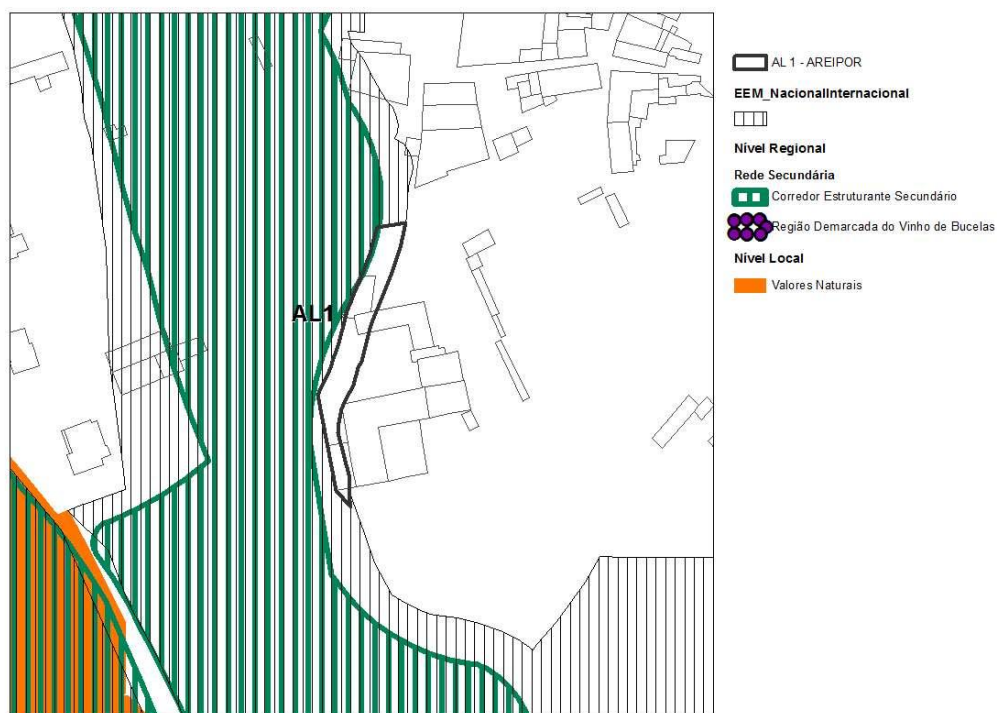 AL1
AL 1 - AREIPOR
EEM_NacionalInternacional
Nível Regional
Rede Secundária
Corredor Estruturante Secundário
Região Demarcada do Vinho de Bucelas
Nível Local
Valores Naturais